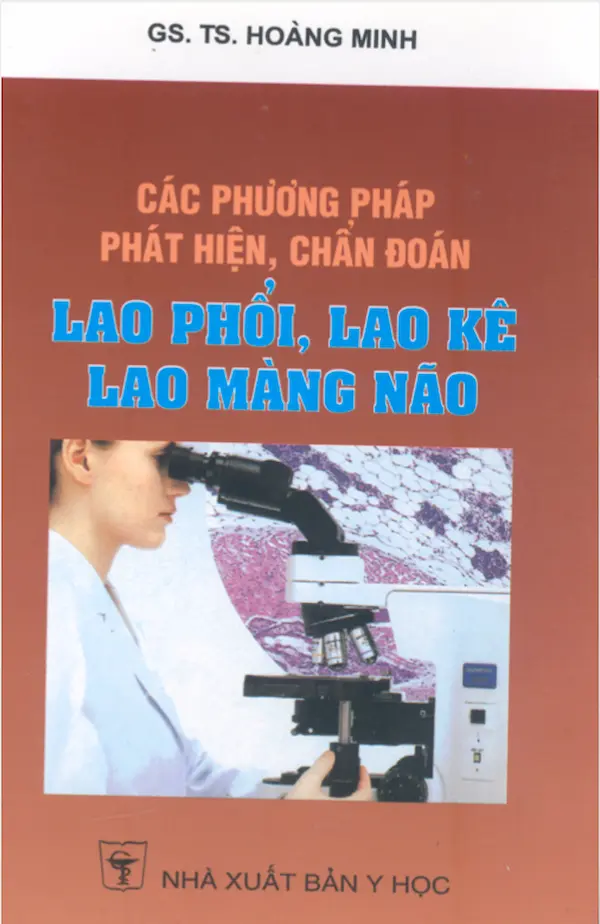 GS. TS. HOÀNG MINH
CÁC PHƯƠNG PHÁP
PHÁT HIỆN, CHẨN ĐOÁN
LAO PHỔI, LAO KÊ
LAO MÀNG NÃO
NHÀ XUẤT BẢN Y HỌC